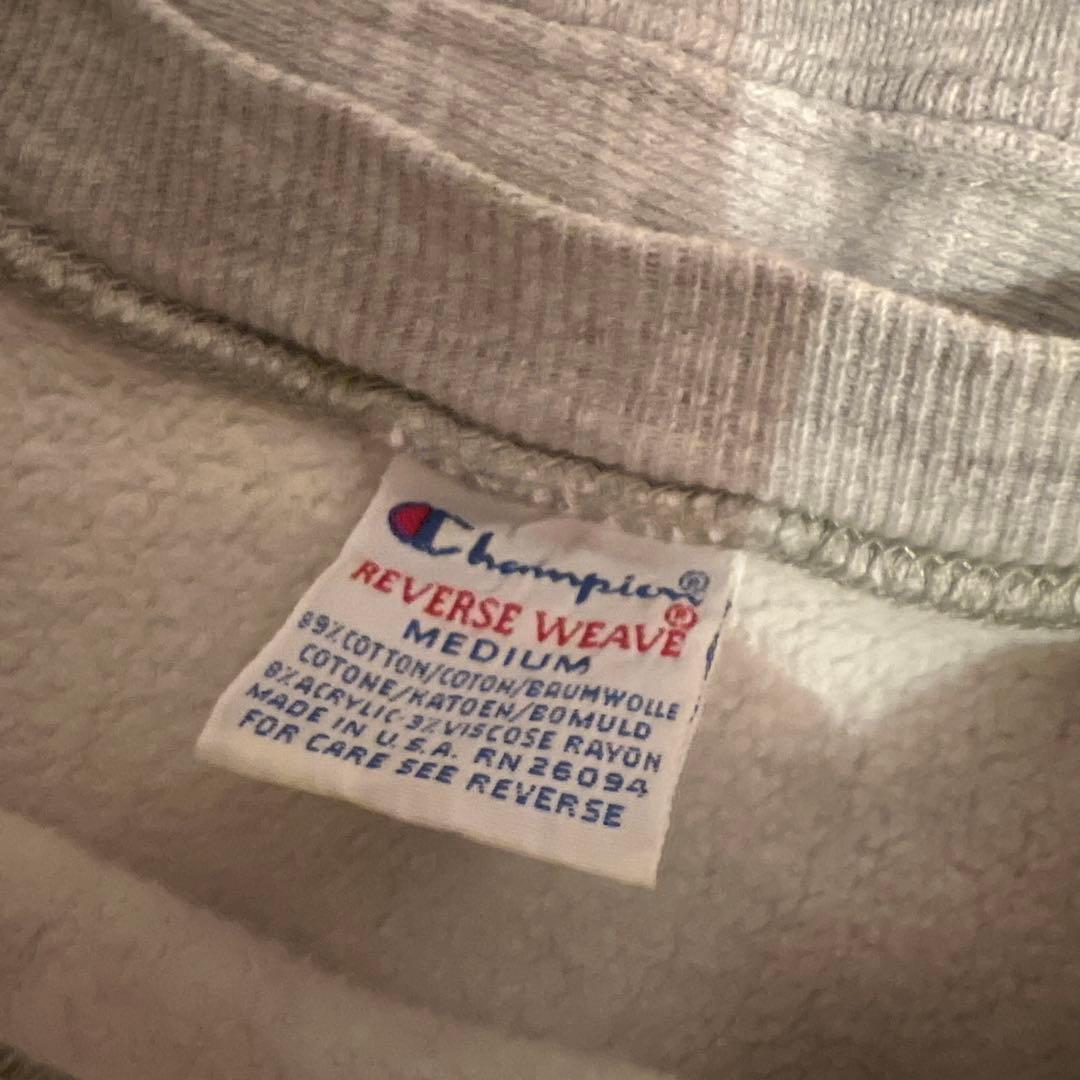 Champion®
REVERSE WEAVE®
MEDIUM
89% COTTON/COTON/BAUMWOLLE
COTONE/KATOEN/BOMULD
8% ACRYLIC-3% VISCOSE RAYON
MADE IN U.S.A. RN 26094
FOR CARE SEE REVERSE